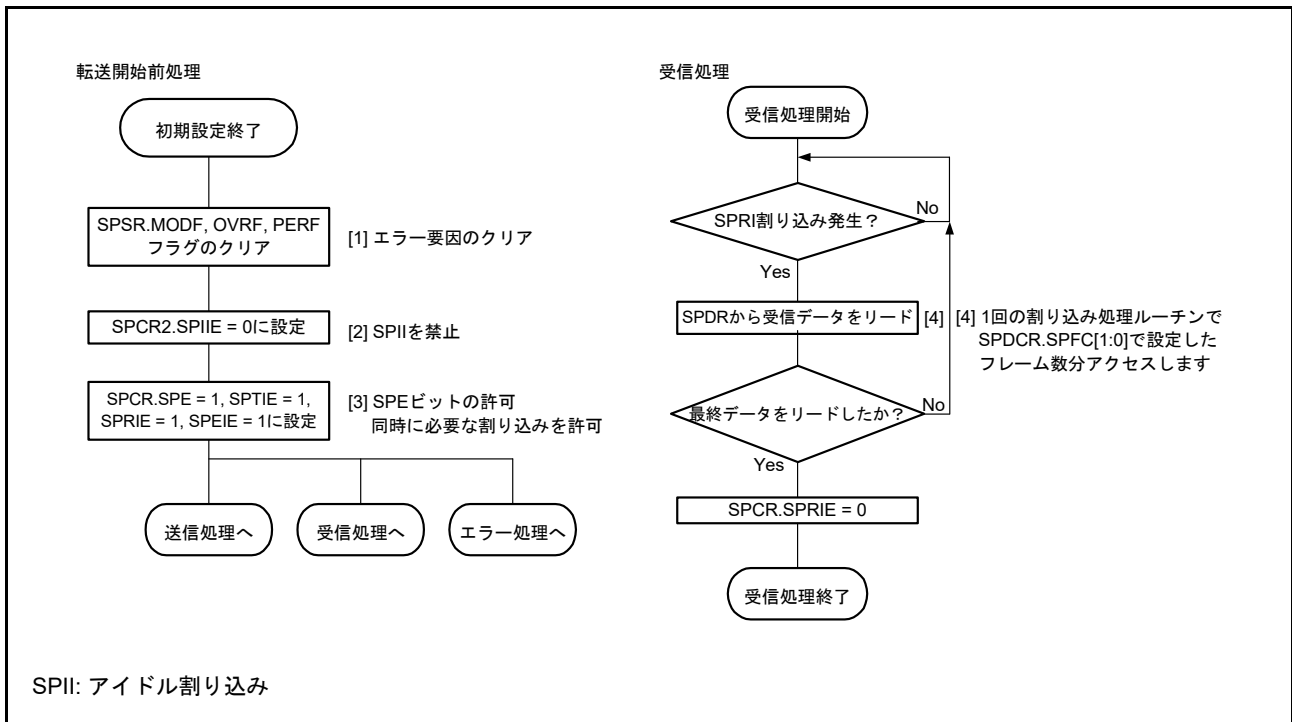 転送開始前処理
初期設定終了
SPSR.MODF, OVRF, PERF
フラグのクリア
[1] エラー要因のクリア
SPCR2.SPIIE = 0に設定
[2] SPIIを禁止
SPCR.SPE = 1, SPTIE = 1,
SPRIE = 1, SPEIE = 1に設定
[3] SPEビットの許可
同時に必要な割り込みを許可
送信処理へ
受信処理へ
エラー処理へ
受信処理
受信処理開始
SPRI割り込み発生？
No
Yes
SPDRから受信データをリード
[4]
[4] 1回の割り込み処理ルーチンで
SPDCR.SPFC[1:0]で設定した
フレーム数分アクセスします
最終データをリードしたか？
No
Yes
SPCR.SPRIE = 0
受信処理終了
SPII: アイドル割り込み